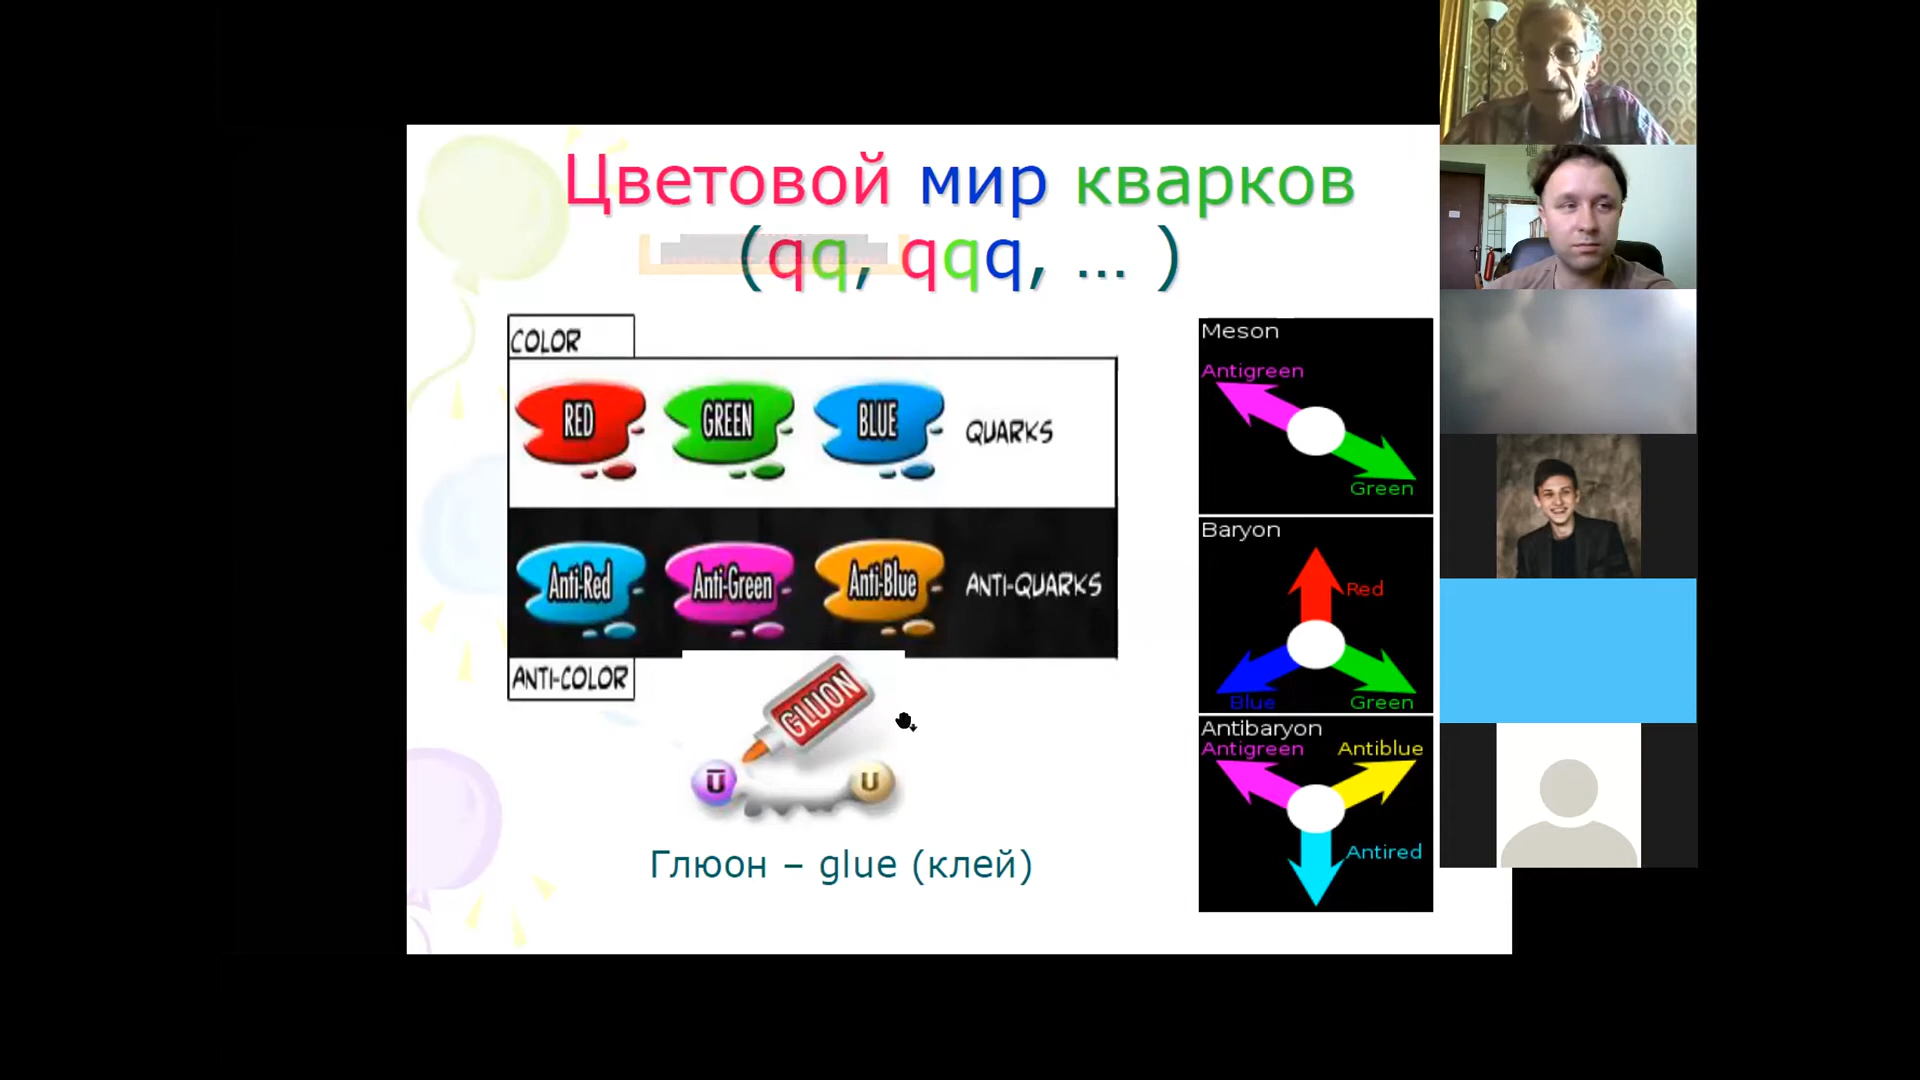 Цветовой мир кварков
(qq, qqq, ... )
COLOR
RED GREEN BLUE QUARKS
Anti-Red Anti-Green Anti-Blue ANTI-QUARKS
ANTI-COLOR
GLUON
Ū U
Глюон – glue (клей)
Meson
Antigreen
Green
Baryon
Red
Blue Green
Antibaryon
Antigreen Antiblue
Antired